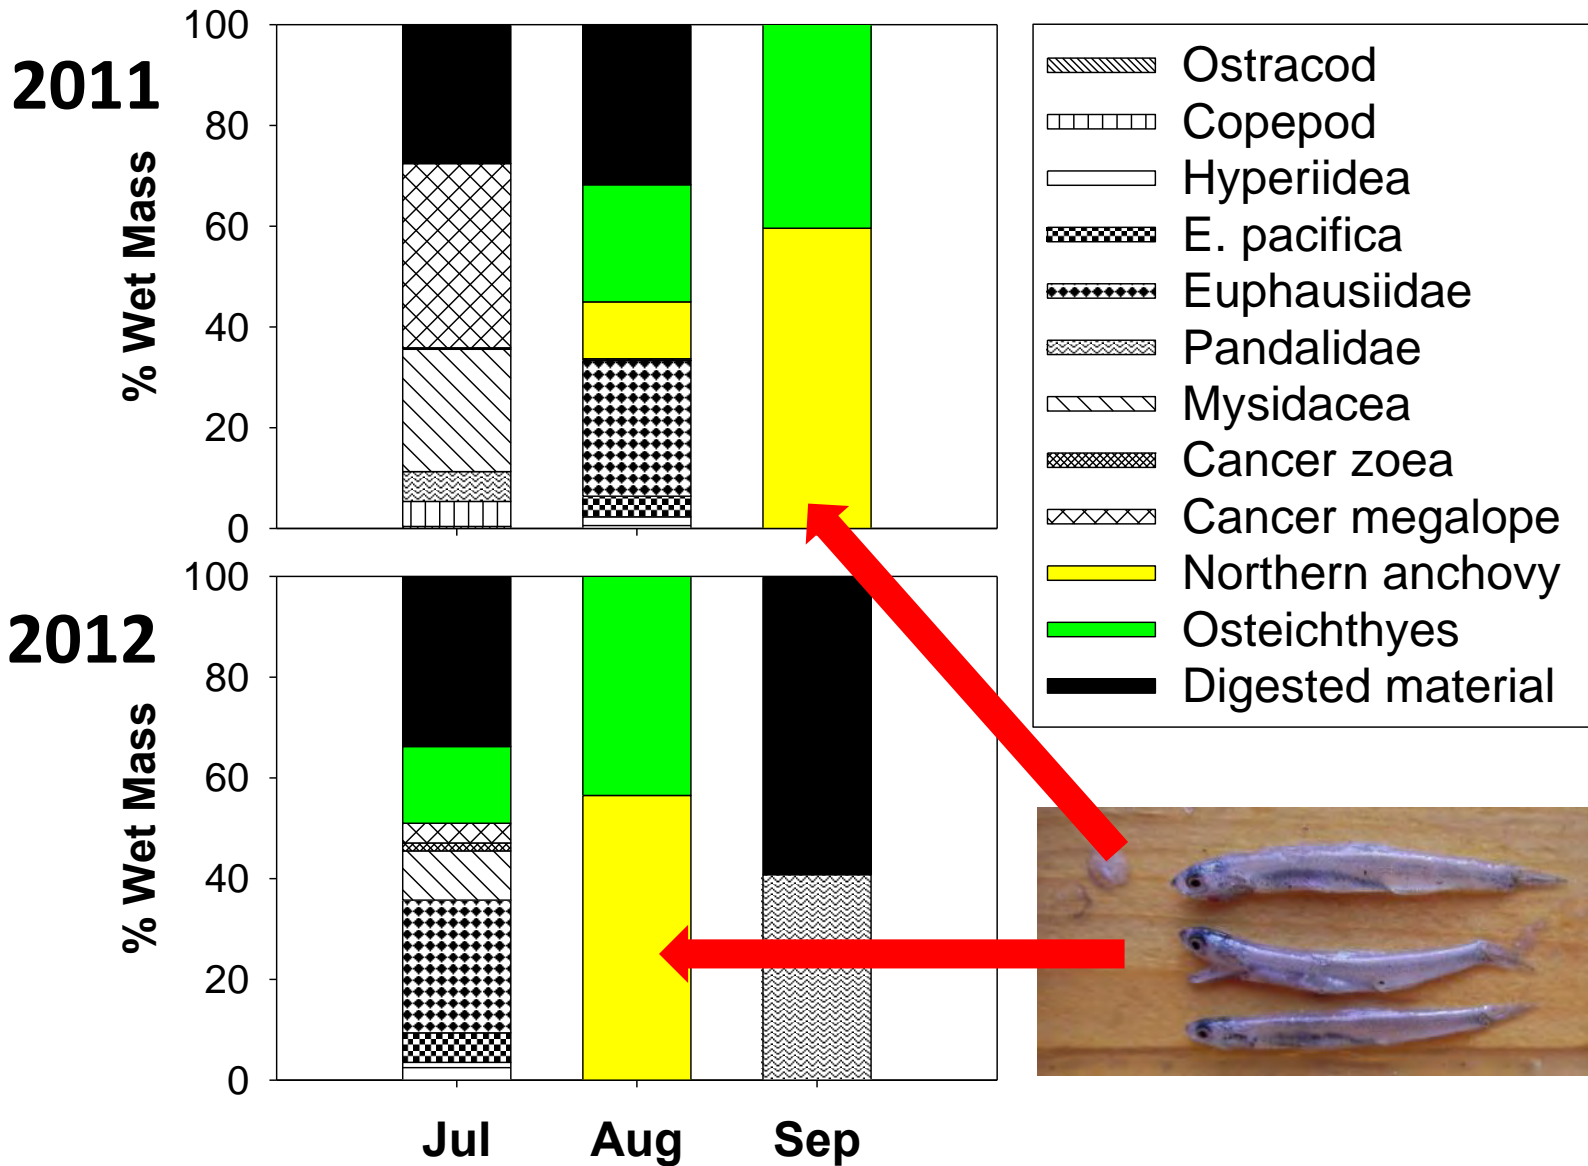 2011
% Wet Mass
100
80
60
40
20
0
2012
% Wet Mass
100
80
60
40
20
0
Jul Aug Sep
Ostracod
Copepod
Hyperiidea
E. pacifica
Euphausiidae
Pandalidae
Mysidacea
Cancer zoea
Cancer megalope
Northern anchovy
Osteichthyes
Digested material